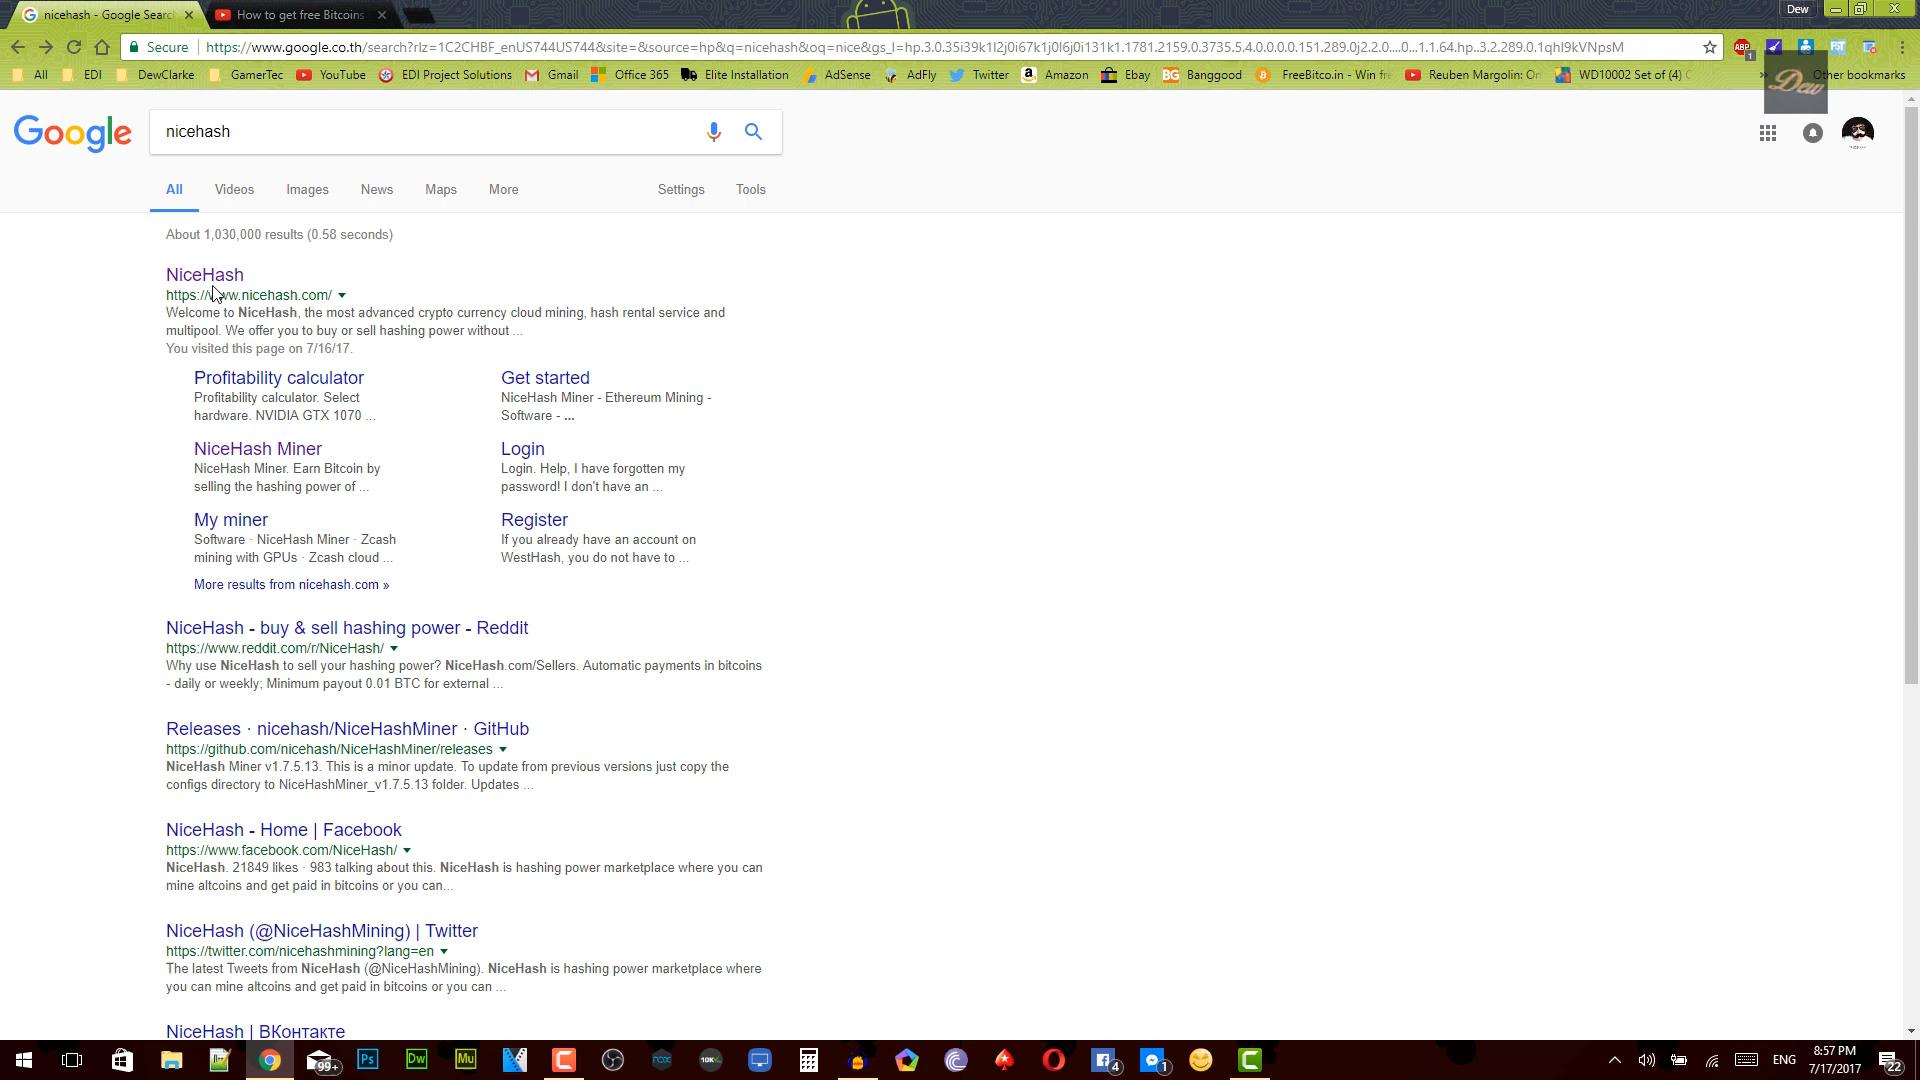 nicehash - Google Search
How to get free Bitcoins
Dew
Secure
https://www.google.co.th/search?rlz=1C2CHBF_enUS744US744&site=&source=hp&q=nicehash&oq=nice&gs_l=hp.3.0.35i39k1l2j0i67k1j0l6j0i131k1.1781.2159.0.3735.5.4.0.0.0.0.151.289.0j2.2.0....0...1.1.64.hp..3.2.289.0.1qhI9kVNpsM
ABP
1
All
EDI
DewClarke
GamerTec
YouTube
EDI Project Solutions
Gmail
Office 365
Elite Installation
AdSense
AdFly
Twitter
Amazon
Ebay
Banggood
FreeBitco.in - Win fr
Reuben Margolin: On
WD10002 Set of (4)
»
Other bookmarks
Dew
Google
nicehash
All
Videos
Images
News
Maps
More
Settings
Tools
About 1,030,000 results (0.58 seconds)
NiceHash
https://www.nicehash.com/
Welcome to NiceHash, the most advanced crypto currency cloud mining, hash rental service and
multipool. We offer you to buy or sell hashing power without ...
You visited this page on 7/16/17.
Profitability calculator
Profitability calculator. Select
hardware. NVIDIA GTX 1070 ...
Get started
NiceHash Miner - Ethereum Mining -
Software - ...
NiceHash Miner
NiceHash Miner. Earn Bitcoin by
selling the hashing power of ...
Login
Login. Help, I have forgotten my
password! I don't have an ...
My miner
Software · NiceHash Miner · Zcash
mining with GPUs · Zcash cloud ...
Register
If you already have an account on
WestHash, you do not have to ...
More results from nicehash.com »
NiceHash - buy & sell hashing power - Reddit
https://www.reddit.com/r/NiceHash/
Why use NiceHash to sell your hashing power? NiceHash.com/Sellers. Automatic payments in bitcoins
- daily or weekly; Minimum payout 0.01 BTC for external ...
Releases · nicehash/NiceHashMiner · GitHub
https://github.com/nicehash/NiceHashMiner/releases
NiceHash Miner v1.7.5.13. This is a minor update. To update from previous versions just copy the
configs directory to NiceHashMiner_v1.7.5.13 folder. Updates ...
NiceHash - Home | Facebook
https://www.facebook.com/NiceHash/
NiceHash. 21849 likes · 983 talking about this. NiceHash is hashing power marketplace where you can
mine altcoins and get paid in bitcoins or you can...
NiceHash (@NiceHashMining) | Twitter
https://twitter.com/nicehashmining?lang=en
The latest Tweets from NiceHash (@NiceHashMining). NiceHash is hashing power marketplace where
you can mine altcoins and get paid in bitcoins or you can ...
NiceHash | ВКонтакте
99+
Ps
Dw
Mu
10K
4
1
ENG
8:57 PM
7/17/2017
22